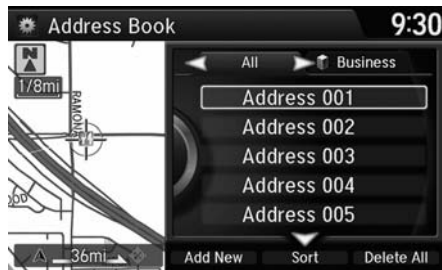 Address Book
9:30
N
1/8mi
RAMONA
All
Business
Address 001
Address 002
Address 003
Address 004
Address 005
36mi
Add New
Sort
Delete All